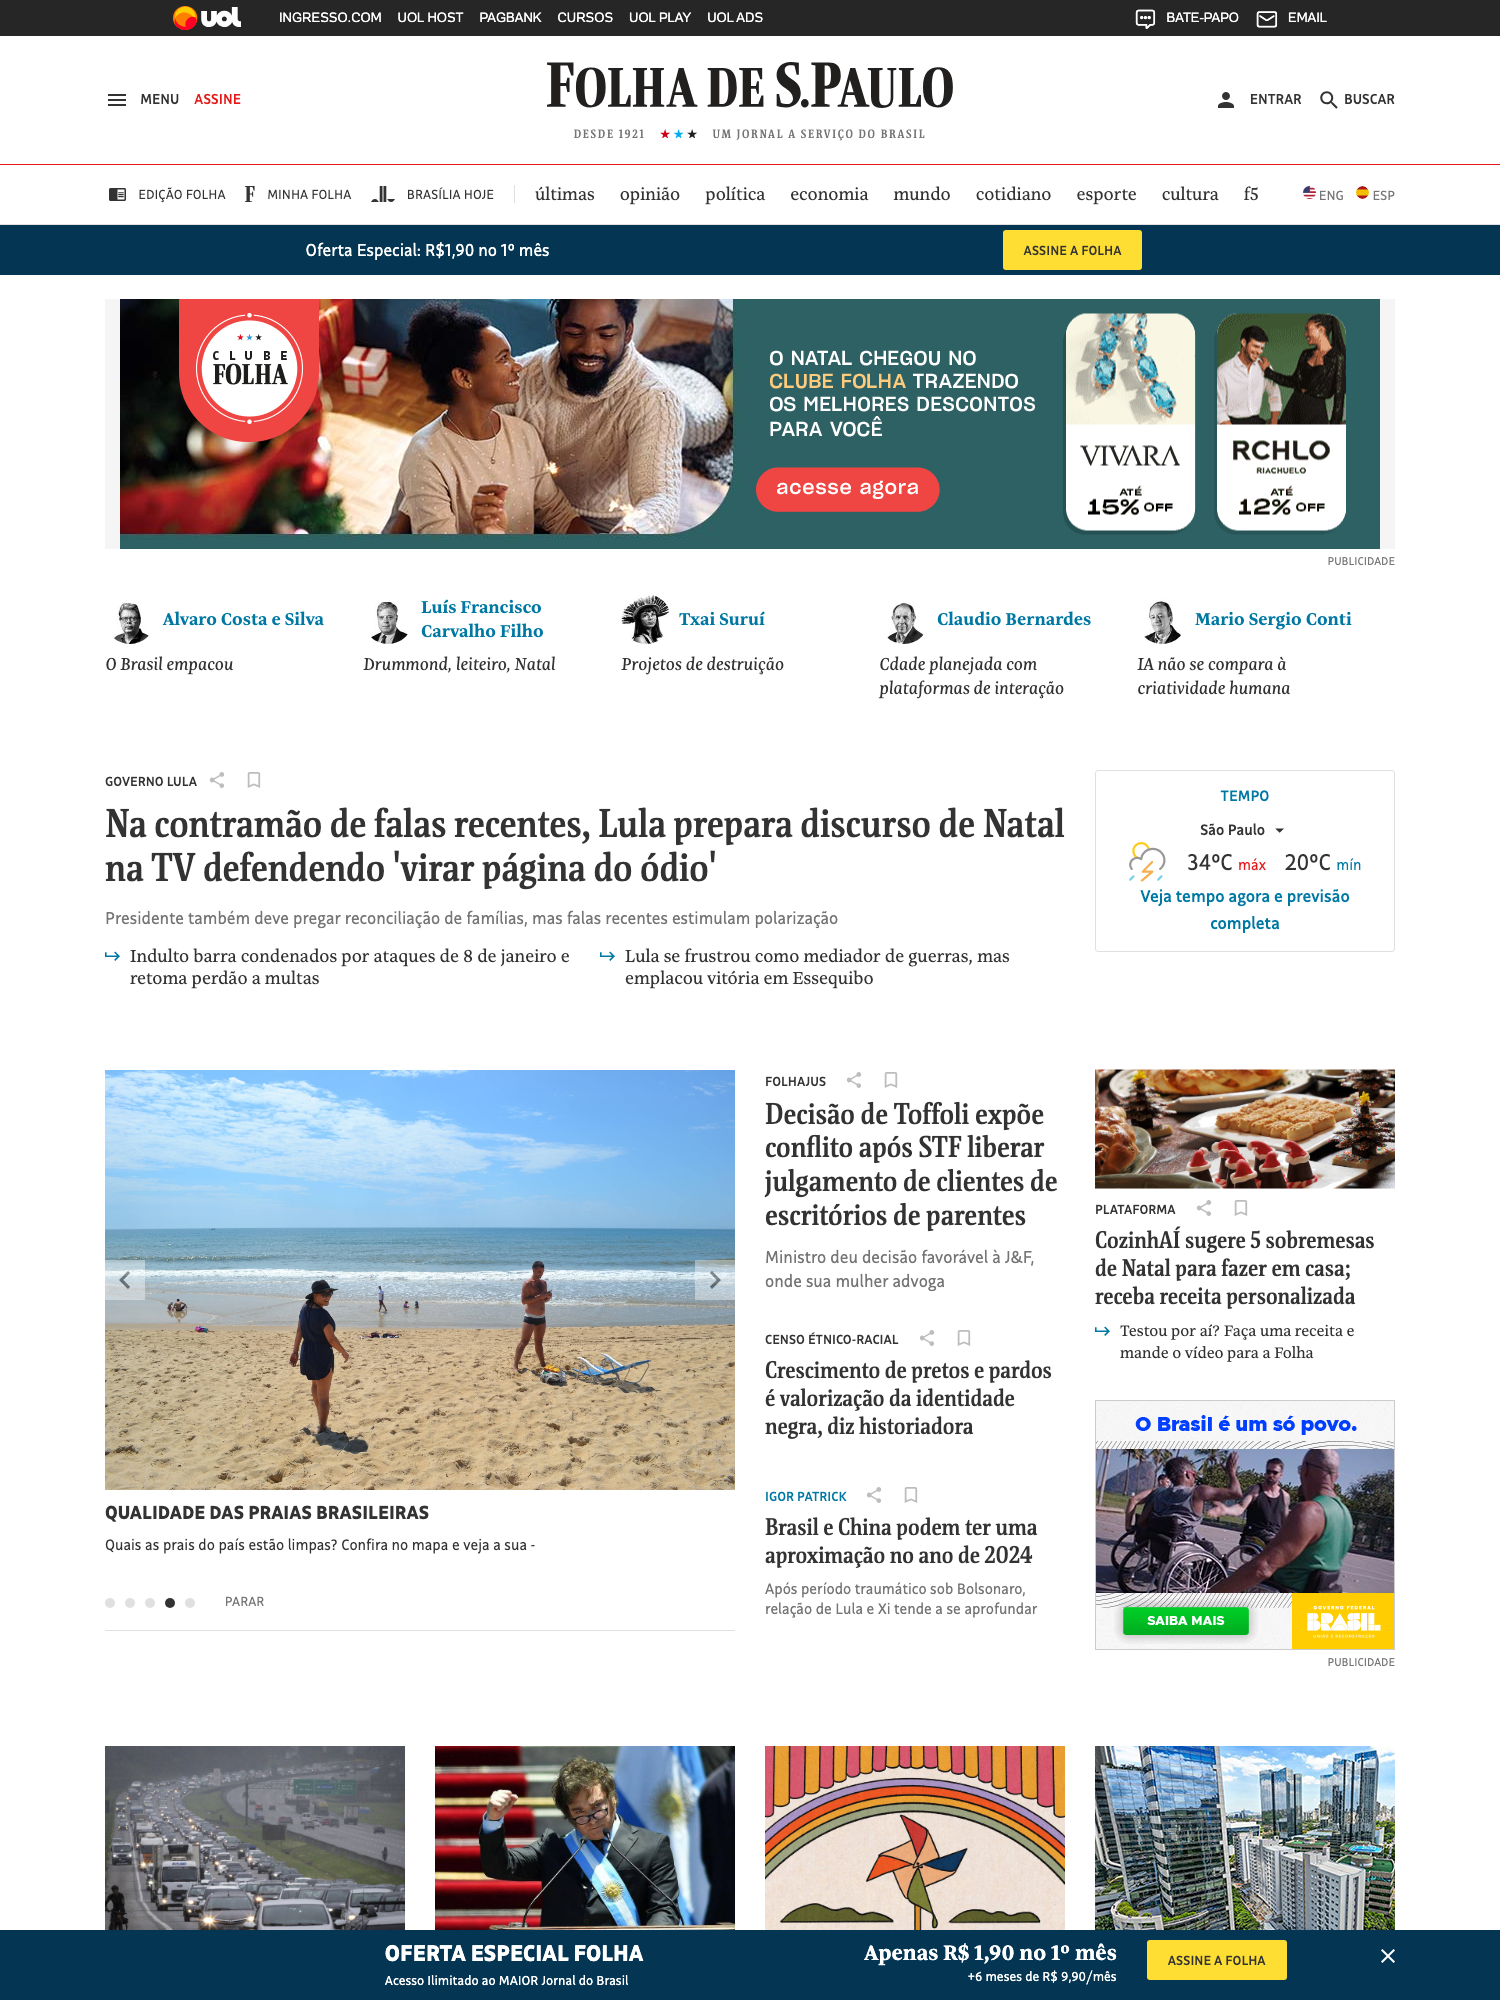 uol INGRESSO.COM UOL HOST PAGBANK CURSOS UOL PLAY UOL ADS BATE-PAPO EMAIL
MENU ASSINE
FOLHA DE S.PAULO
DESDE 1921 ★★★ UM JORNAL A SERVIÇO DO BRASIL
ENTRAR BUSCAR
EDIÇÃO FOLHA F MINHA FOLHA BRASÍLIA HOJE últimas opinião política economia mundo cotidiano esporte cultura f5 ENG ESP
Oferta Especial: R$1,90 no 1º mês
ASSINE A FOLHA
CLUBE
FOLHA
O NATAL CHEGOU NO
CLUBE FOLHA TRAZENDO
OS MELHORES DESCONTOS
PARA VOCÊ
acesse agora
VIVARA
ATÉ
15% OFF
RCHLO
RIACHUELO
ATÉ
12% OFF
PUBLICIDADE
Alvaro Costa e Silva
O Brasil empacou
Luís Francisco
Carvalho Filho
Drummond, leiteiro, Natal
Txai Suruí
Projetos de destruição
Claudio Bernardes
Cdade planejada com
plataformas de interação
Mario Sergio Conti
IA não se compara à
criatividade humana
GOVERNO LULA
Na contramão de falas recentes, Lula prepara discurso de Natal
na TV defendendo 'virar página do ódio'
Presidente também deve pregar reconciliação de famílias, mas falas recentes estimulam polarização
Indulto barra condenados por ataques de 8 de janeiro e
retoma perdão a multas
Lula se frustrou como mediador de guerras, mas
emplacou vitória em Essequibo
TEMPO
São Paulo
34ºC máx 20ºC mín
Veja tempo agora e previsão
completa
QUALIDADE DAS PRAIAS BRASILEIRAS
Quais as prais do país estão limpas? Confira no mapa e veja a sua -
PARAR
FOLHAJUS
Decisão de Toffoli expõe
conflito após STF liberar
julgamento de clientes de
escritórios de parentes
Ministro deu decisão favorável à J&F,
onde sua mulher advoga
CENSO ÉTNICO-RACIAL
Crescimento de pretos e pardos
é valorização da identidade
negra, diz historiadora
IGOR PATRICK
Brasil e China podem ter uma
aproximação no ano de 2024
Após período traumático sob Bolsonaro,
relação de Lula e Xi tende a se aprofundar
PLATAFORMA
CozinhAÍ sugere 5 sobremesas
de Natal para fazer em casa;
receba receita personalizada
Testou por aí? Faça uma receita e
mande o vídeo para a Folha
O Brasil é um só povo.
SAIBA MAIS
GOVERNO FEDERAL
BRASIL
UNIÃO E RECONSTRUÇÃO
PUBLICIDADE
OFERTA ESPECIAL FOLHA
Acesso Ilimitado ao MAIOR Jornal do Brasil
Apenas R$ 1,90 no 1º mês
+6 meses de R$ 9,90/mês
ASSINE A FOLHA